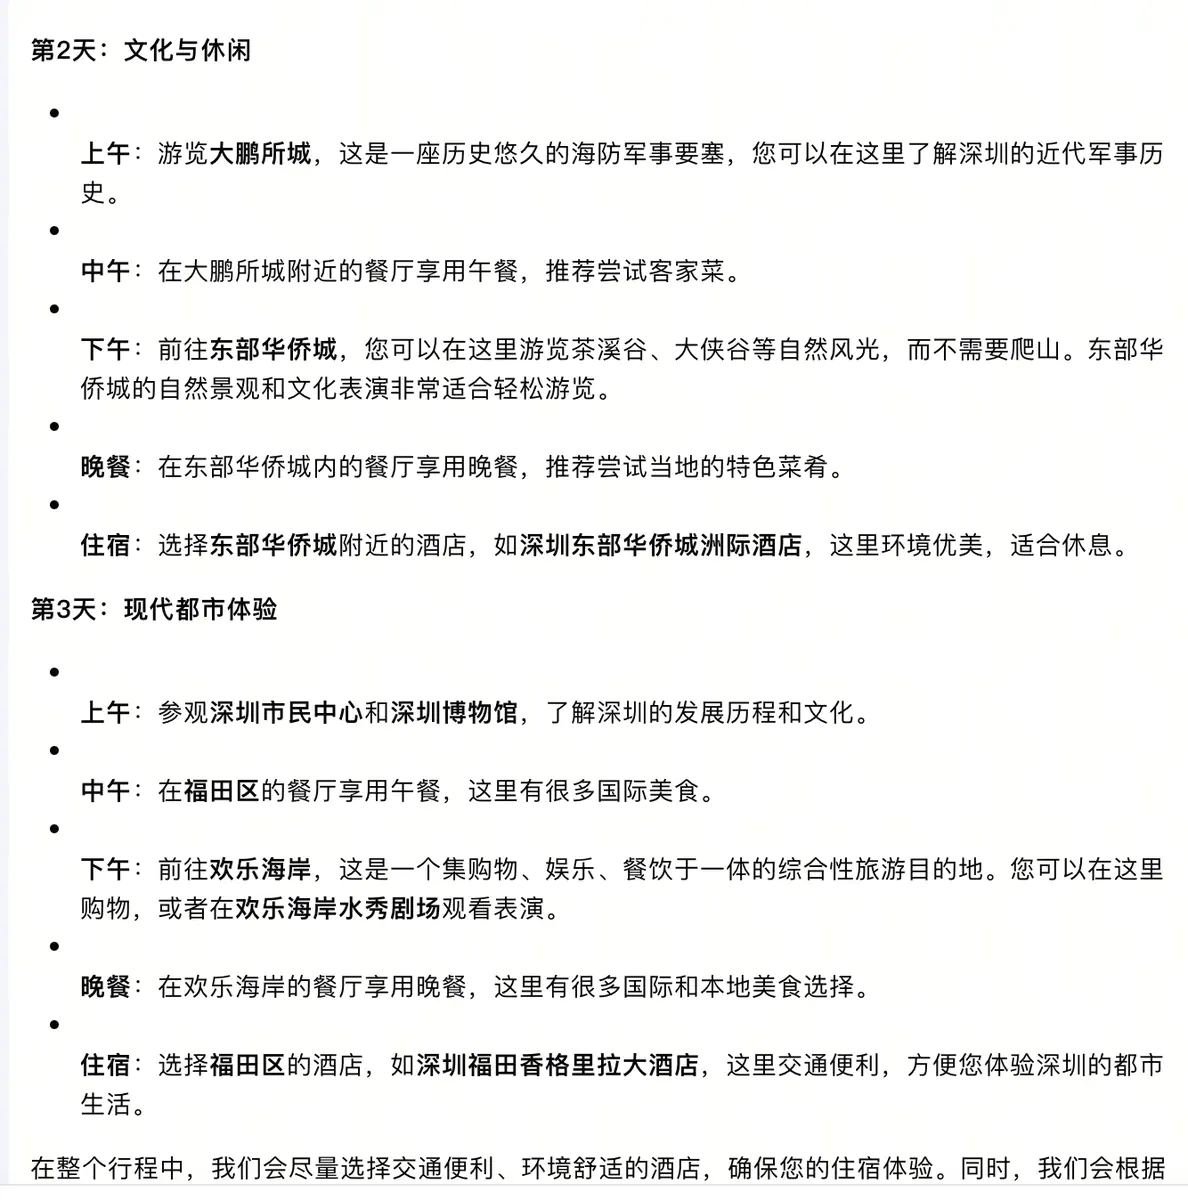 第2天：文化与休闲
上午：游览大鹏所城，这是一座历史悠久的海防军事要塞，您可以在这里了解深圳的近代军事历
史。
中午：在大鹏所城附近的餐厅享用午餐，推荐尝试客家菜。
下午：前往东部华侨城，您可以在这里游览茶溪谷、大侠谷等自然风光，而不需要爬山。东部华
侨城的自然景观和文化表演非常适合轻松游览。
晚餐：在东部华侨城内的餐厅享用晚餐，推荐尝试当地的特色菜肴。
住宿：选择东部华侨城附近的酒店，如深圳东部华侨城洲际酒店，这里环境优美，适合休息。
第3天：现代都市体验
上午：参观深圳市民中心和深圳博物馆，了解深圳的发展历程和文化。
中午：在福田区的餐厅享用午餐，这里有很多国际美食。
下午：前往欢乐海岸，这是一个集购物、娱乐、餐饮于一体的综合性旅游目的地。您可以在这里
购物，或者在欢乐海岸水秀剧场观看表演。
晚餐：在欢乐海岸的餐厅享用晚餐，这里有很多国际和本地美食选择。
住宿：选择福田区的酒店，如深圳福田香格里拉大酒店，这里交通便利，方便您体验深圳的都市
生活。
在整个行程中，我们会尽量选择交通便利、环境舒适的酒店，确保您的住宿体验。同时，我们会根据